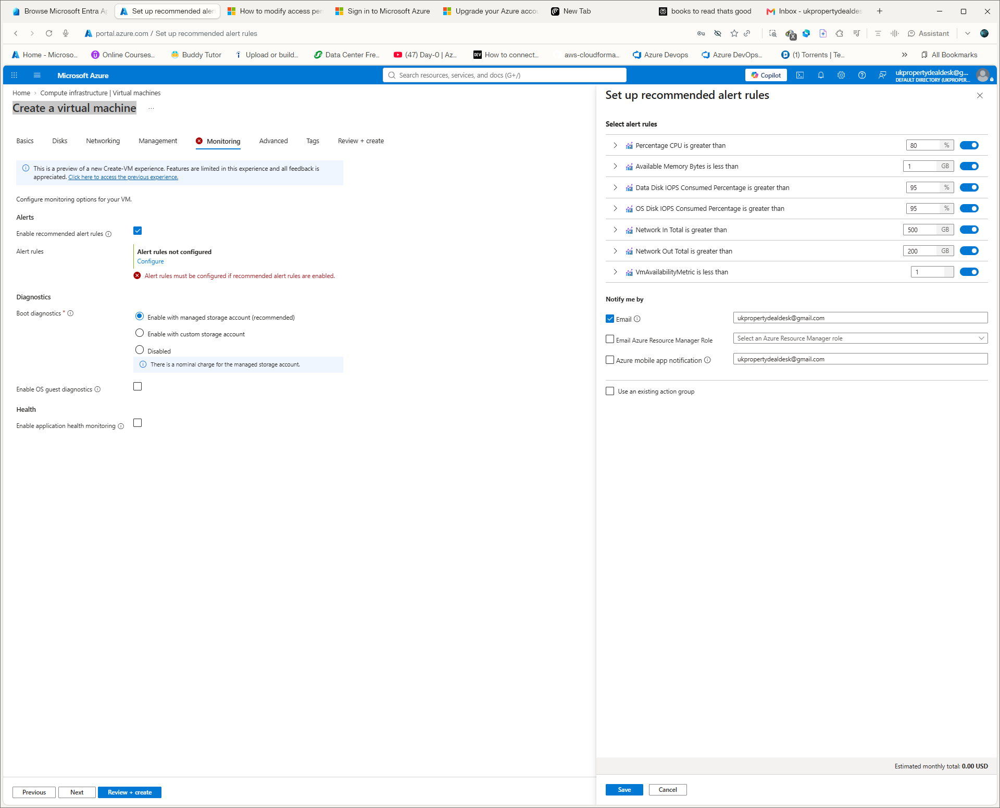 Browse Microsoft Entra Ap
Set up recommended aler
How to modify access per
Sign in to Microsoft Azure
Upgrade your Azure accou
New Tab
books to read thats good
Inbox - ukpropertydealdes
portal.azure.com / Set up recommended alert rules
Assistant
Home - Microso...
Online Courses...
Buddy Tutor
Upload or build...
Data Center Fre...
(47) Day-0 | Az...
DEV How to connect...
aws-cloudforma...
Azure Devops
Azure DevOps...
(1) Torrents | Te...
All Bookmarks
Microsoft Azure
Search resources, services, and docs (G+/)
Copilot
ukpropertydealdesk@g...
DEFAULT DIRECTORY (UKPROPER...
Home > Compute infrastructure | Virtual machines
Create a virtual machine ...
Basics
Disks
Networking
Management
Monitoring
Advanced
Tags
Review + create
This is a preview of a new Create-VM experience. Features are limited in this experience and all feedback is
appreciated. Click here to access the previous experience.
Configure monitoring options for your VM.
Alerts
Enable recommended alert rules
Alert rules
Alert rules not configured
Configure
Alert rules must be configured if recommended alert rules are enabled.
Diagnostics
Boot diagnostics *
Enable with managed storage account (recommended)
Enable with custom storage account
Disabled
There is a nominal charge for the managed storage account.
Enable OS guest diagnostics
Health
Enable application health monitoring
Previous
Next
Review + create
Set up recommended alert rules
Select alert rules
Percentage CPU is greater than 80 %
Available Memory Bytes is less than 1 GB
Data Disk IOPS Consumed Percentage is greater than 95 %
OS Disk IOPS Consumed Percentage is greater than 95 %
Network In Total is greater than 500 GB
Network Out Total is greater than 200 GB
VmAvailabilityMetric is less than 1
Notify me by
Email ukpropertydealdesk@gmail.com
Email Azure Resource Manager Role Select an Azure Resource Manager role
Azure mobile app notification ukpropertydealdesk@gmail.com
Use an existing action group
Estimated monthly total: 0.00 USD
Save
Cancel